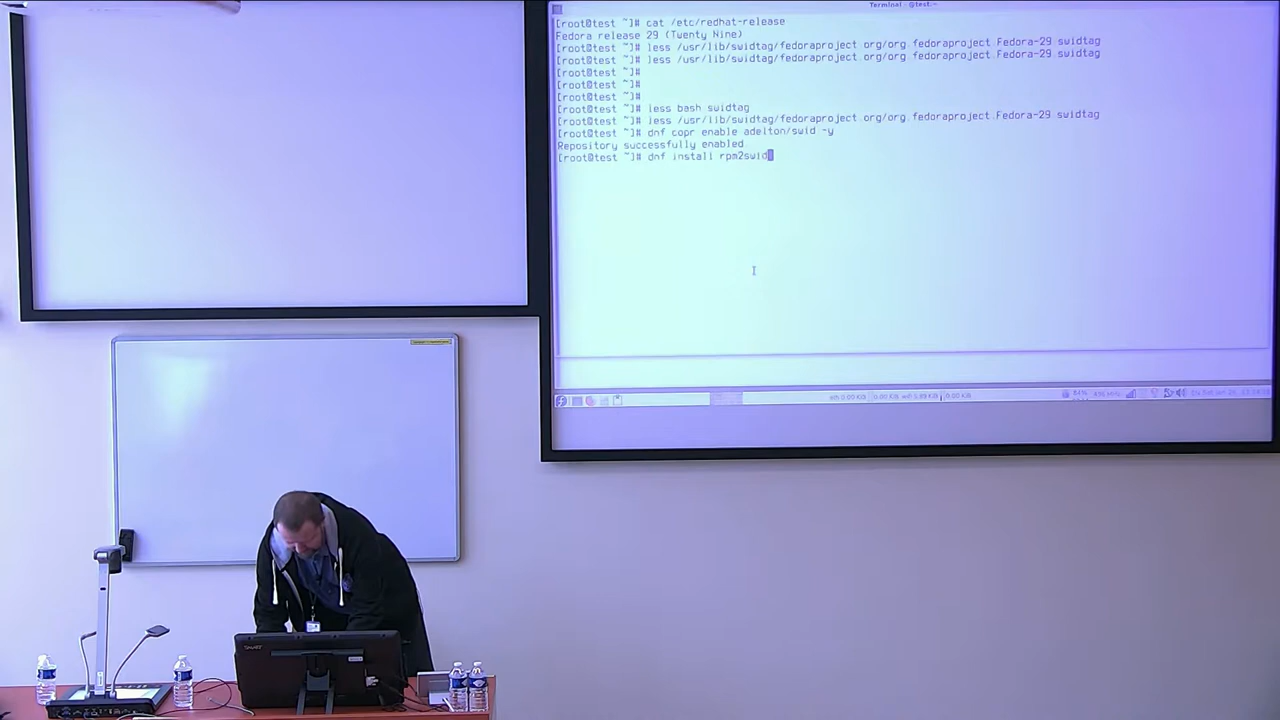 Terminal - @test:~
[root@test ~]# cat /etc/redhat-release
Fedora release 29 (Twenty Nine)
[root@test ~]# less /usr/lib/swidtag/fedoraproject.org/org.fedoraproject.Fedora-29.swidtag
[root@test ~]# less /usr/lib/swidtag/fedoraproject.org/org.fedoraproject.Fedora-29.swidtag
[root@test ~]#
[root@test ~]#
[root@test ~]#
[root@test ~]# less bash.swidtag
[root@test ~]# less /usr/lib/swidtag/fedoraproject.org/org.fedoraproject.Fedora-29.swidtag
[root@test ~]# dnf copr enable adelton/swid -y
Repository successfully enabled.
[root@test ~]# dnf install rpm2swid
84%